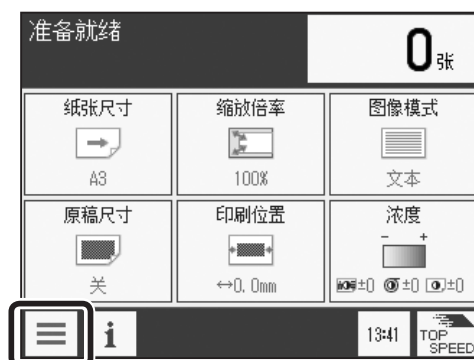 准备就绪
0张
纸张尺寸
A3
缩放倍率
100%
图像模式
文本
原稿尺寸
关
印刷位置
↔0.0mm
浓度
- +
±0 ±0 ±0
i
13:41
TOP
SPEED